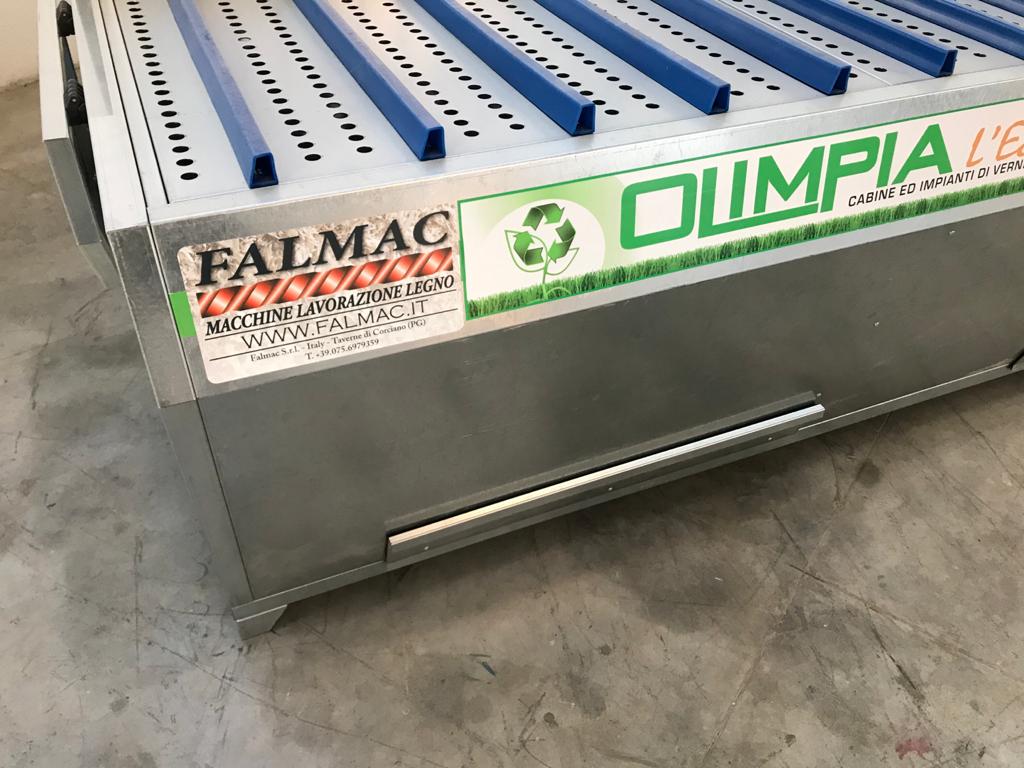 FALMAC
MACCHINE LAVORAZIONE LEGNO
WWW.FALMAC.IT
Falmac S.r.l. - Italy - Taverne di Corciano (PG)
T. +39.075.6979359
OLIMPIA
CABINE ED IMPIANTI DI